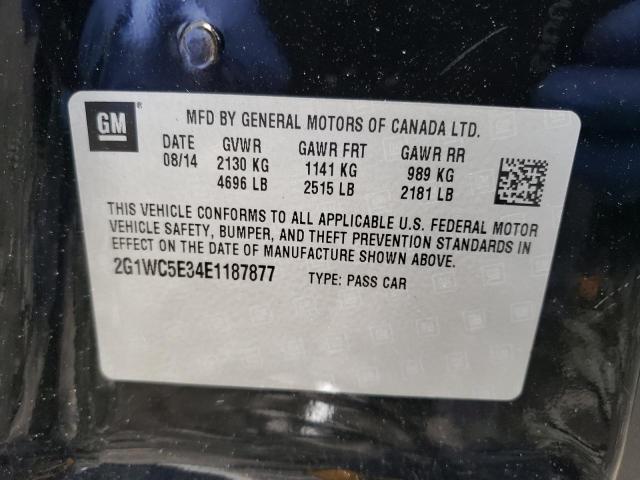 GM ®
MFD BY GENERAL MOTORS OF CANADA LTD.
DATE GVWR GAWR FRT GAWR RR
08/14 2130 KG 1141 KG 989 KG
4696 LB 2515 LB 2181 LB
THIS VEHICLE CONFORMS TO ALL APPLICABLE U.S. FEDERAL MOTOR
VEHICLE SAFETY, BUMPER, AND THEFT PREVENTION STANDARDS IN
EFFECT ON THE DATE OF MANUFACTURE SHOWN ABOVE.
2G1WC5E34E1187877 TYPE: PASS CAR